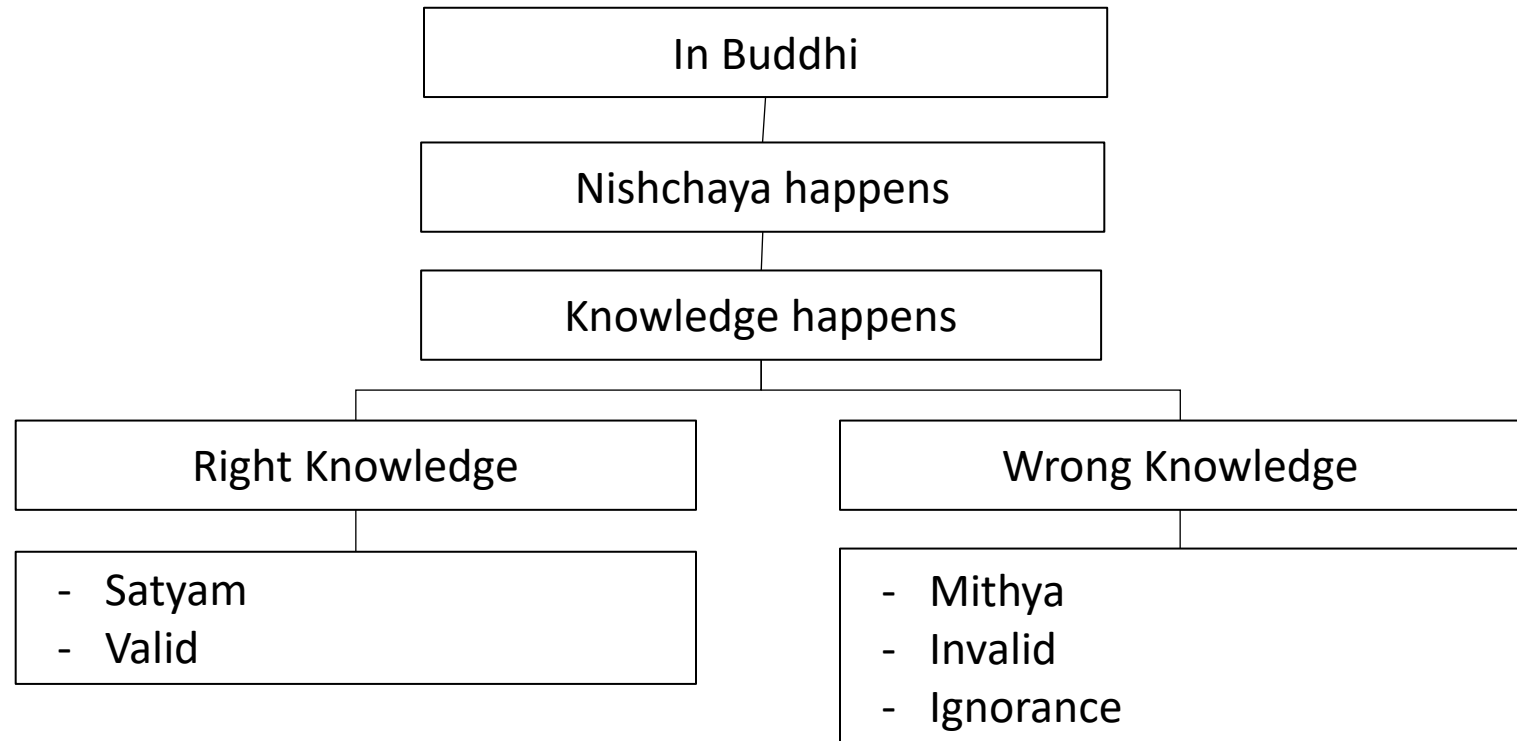 In Buddhi
Nishchaya happens
Knowledge happens
Right Knowledge
Wrong Knowledge
- Satyam
- Valid
- Mithya
- Invalid
- Ignorance